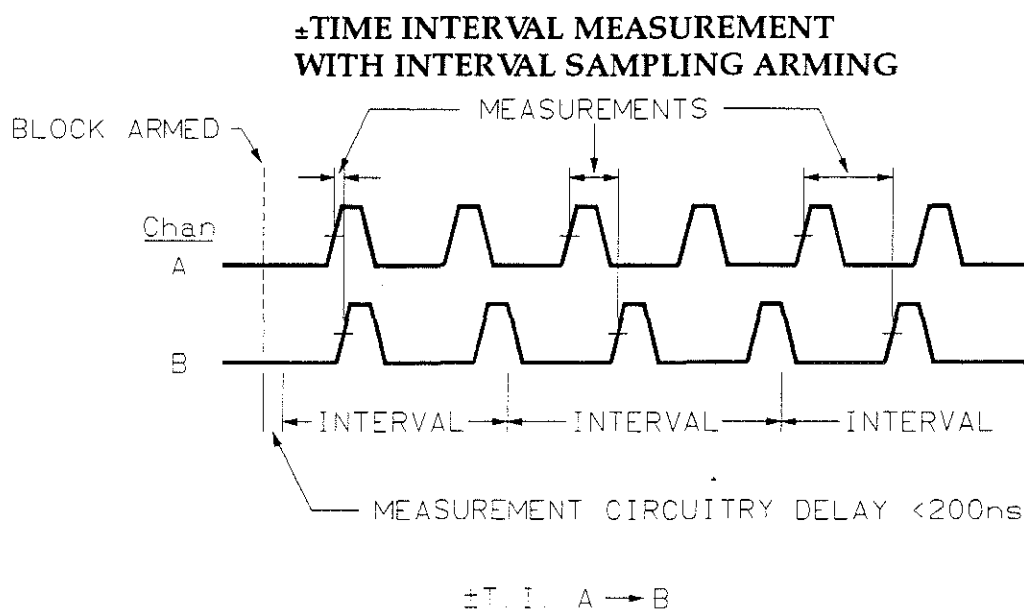 ±TIME INTERVAL MEASUREMENT
WITH INTERVAL SAMPLING ARMING
MEASUREMENTS
BLOCK ARMED
Chan
A
B
INTERVAL INTERVAL INTERVAL
MEASUREMENT CIRCUITRY DELAY <200ns
±T.I. A → B